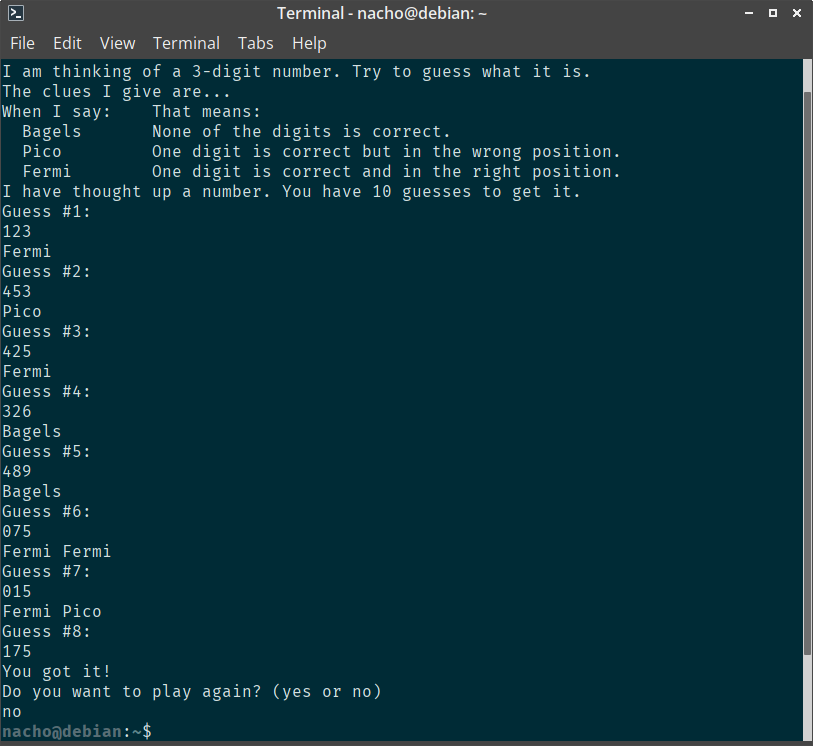 Terminal - nacho@debian: ~
File Edit View Terminal Tabs Help
I am thinking of a 3-digit number. Try to guess what it is.
The clues I give are...
When I say:    That means:
  Bagels       None of the digits is correct.
  Pico         One digit is correct but in the wrong position.
  Fermi        One digit is correct and in the right position.
I have thought up a number. You have 10 guesses to get it.
Guess #1:
123
Fermi
Guess #2:
453
Pico
Guess #3:
425
Fermi
Guess #4:
326
Bagels
Guess #5:
489
Bagels
Guess #6:
075
Fermi Fermi
Guess #7:
015
Fermi Pico
Guess #8:
175
You got it!
Do you want to play again? (yes or no)
no
nacho@debian:~$